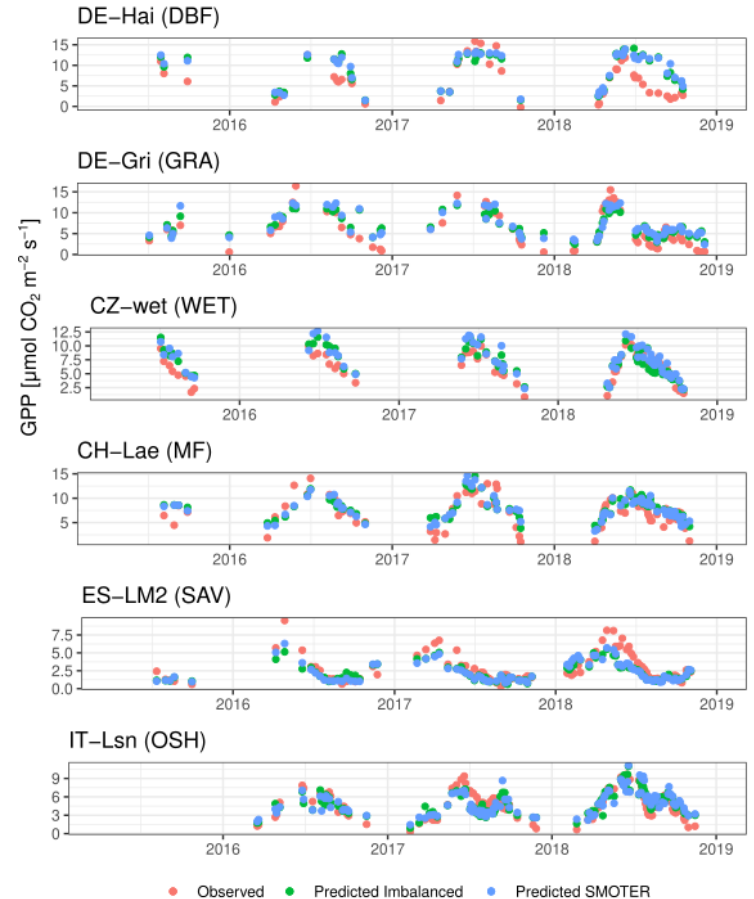 DE−Hai (DBF)
15
10
5
0
2016 2017 2018 2019
DE−Gri (GRA)
15
10
5
0
2016 2017 2018 2019
CZ−wet (WET)
12.5
10.0
7.5
5.0
2.5
2016 2017 2018 2019
CH−Lae (MF)
15
10
5
2016 2017 2018 2019
ES−LM2 (SAV)
7.5
5.0
2.5
0.0
2016 2017 2018 2019
IT−Lsn (OSH)
9
6
3
0
2016 2017 2018 2019
GPP [μmol CO₂ m⁻² s⁻¹)
Observed Predicted Imbalanced Predicted SMOTER